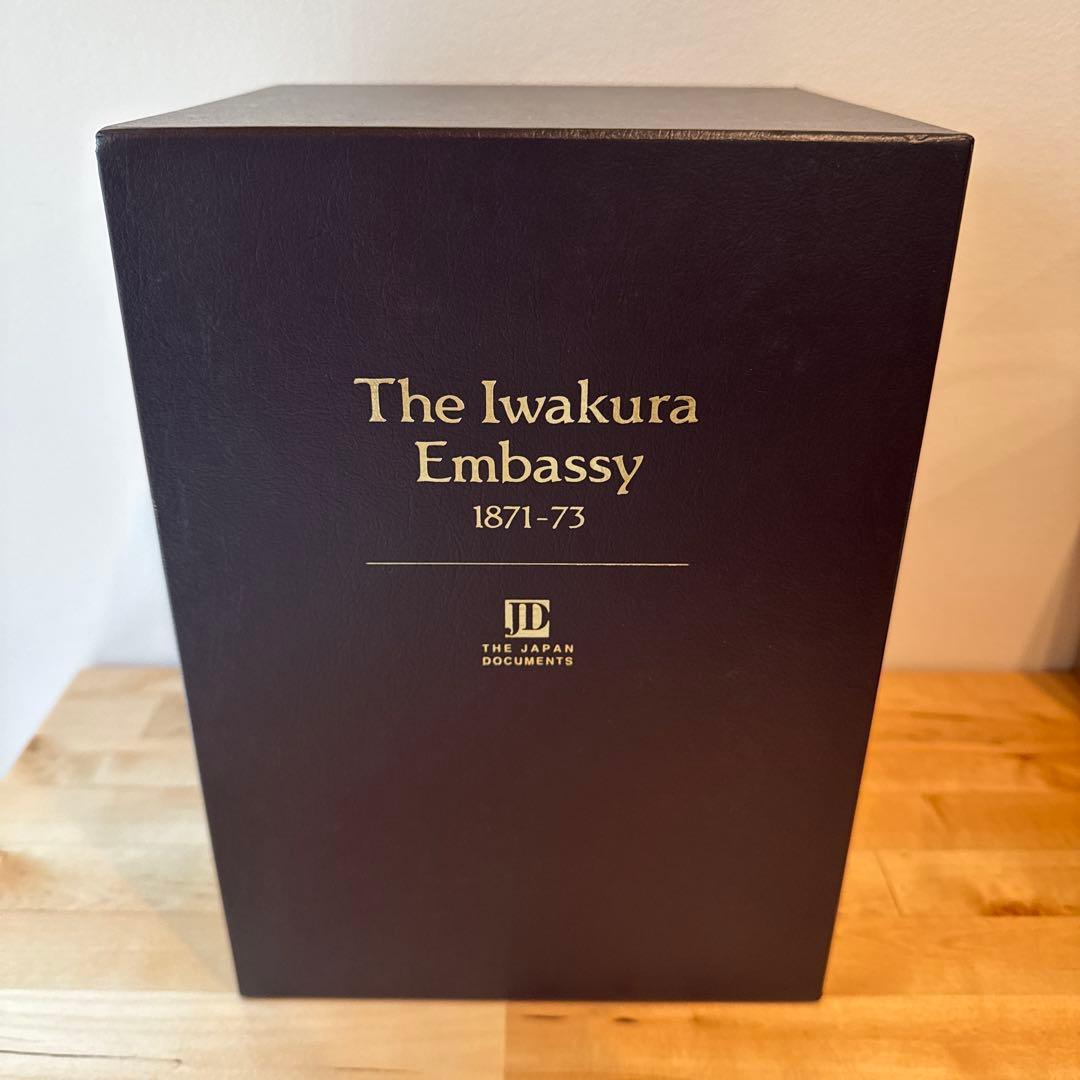 The Iwakura
Embassy
1871-73
JD
THE JAPAN
DOCUMENTS